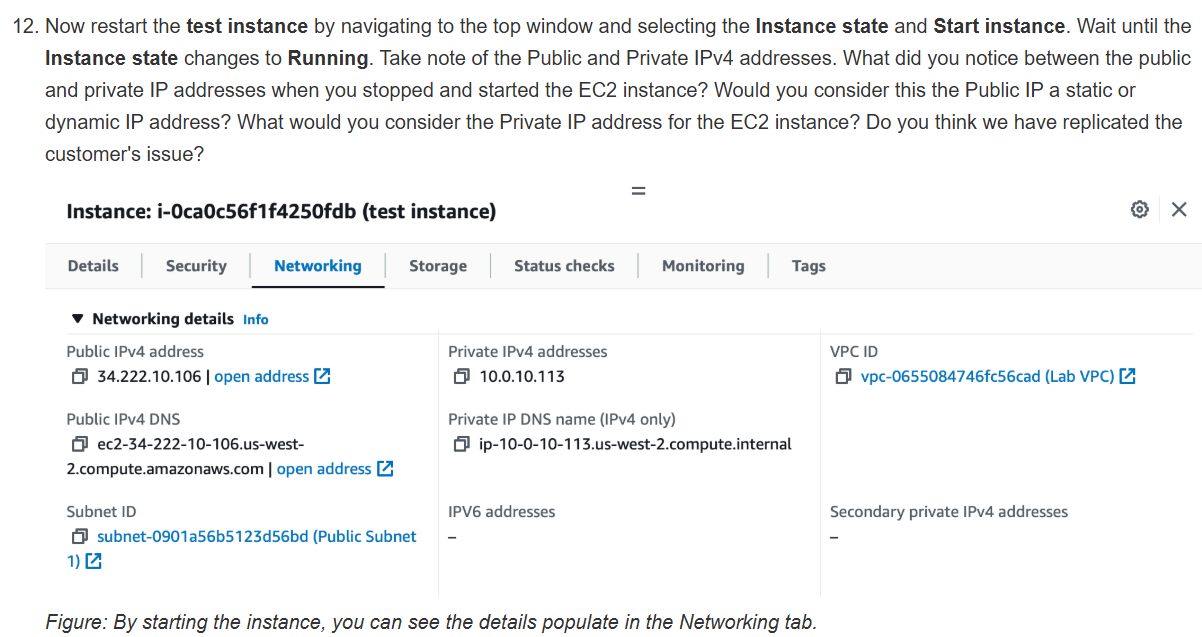 12. Now restart the test instance by navigating to the top window and selecting the Instance state and Start instance. Wait until the
Instance state changes to Running. Take note of the Public and Private IPv4 addresses. What did you notice between the public
and private IP addresses when you stopped and started the EC2 instance? Would you consider this the Public IP a static or
dynamic IP address? What would you consider the Private IP address for the EC2 instance? Do you think we have replicated the
customer's issue?
Instance: i-0ca0c56f1f4250fdb (test instance)
Details Security Networking Storage Status checks Monitoring Tags
Networking details Info
Public IPv4 address
34.222.10.106 | open address
Private IPv4 addresses
10.0.10.113
VPC ID
vpc-0655084746fc56cad (Lab VPC)
Public IPv4 DNS
ec2-34-222-10-106.us-west-
2.compute.amazonaws.com | open address
Private IP DNS name (IPv4 only)
ip-10-0-10-113.us-west-2.compute.internal
Subnet ID
subnet-0901a56b5123d56bd (Public Subnet
1)
IPV6 addresses
–
Secondary private IPv4 addresses
–
Figure: By starting the instance, you can see the details populate in the Networking tab.